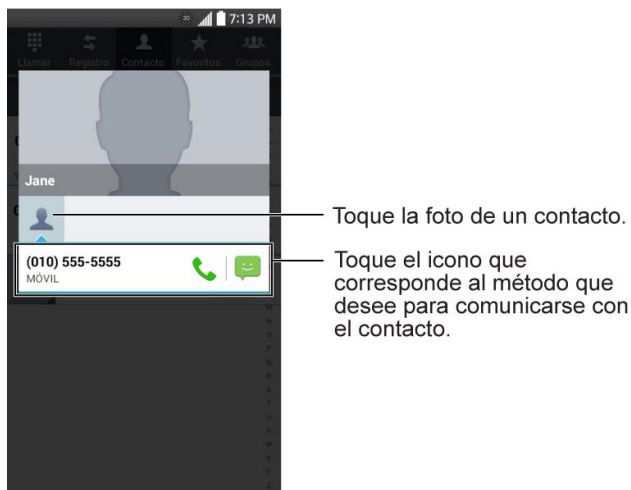 3G 7:13 PM
Llamar Registro Contacto Favoritos Grupos
Jane
Toque la foto de un contacto.
(010) 555-5555
MÓVIL
Toque el icono que
corresponde al método que
desee para comunicarse con
el contacto.
M
N
O
P
Q
R
S
T
U
V
W
X
Y
Z